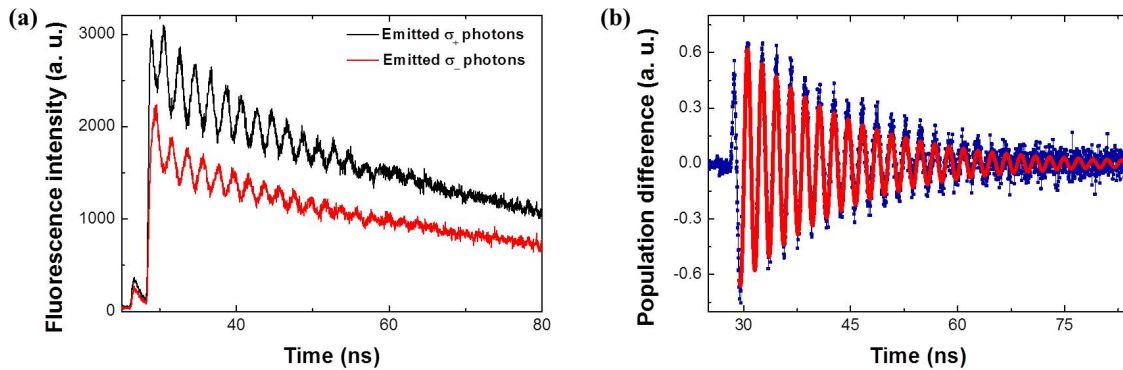 (a)
Fluorescence intensity (a. u.)
3000
2000
1000
0
Emitted σ₊ photons
Emitted σ₋ photons
40
60
80
Time (ns)
(b)
Population difference (a. u.)
0.6
0.3
0.0
-0.3
-0.6
30
45
60
75
Time (ns)